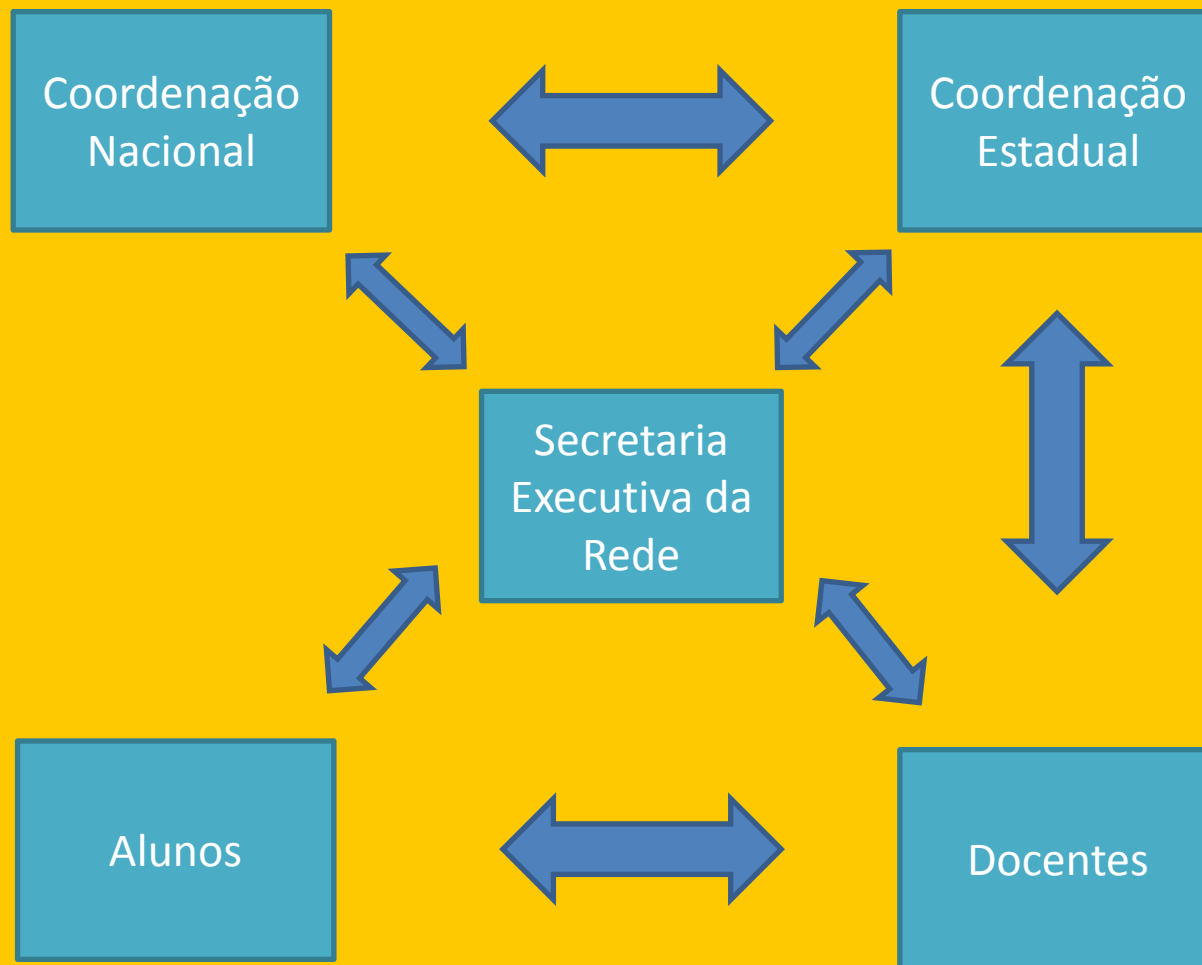 Coordenação
Nacional
Coordenação
Estadual
Secretaria
Executiva da
Rede
Alunos
Docentes